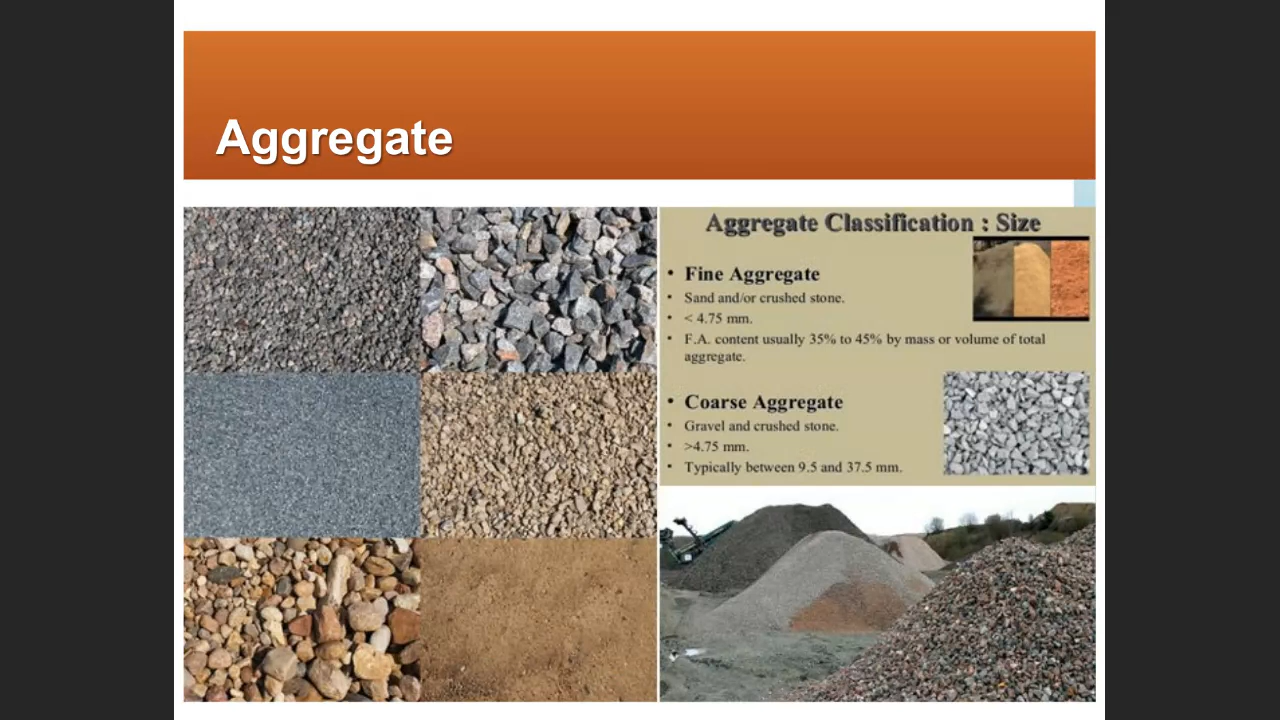 Aggregate
Aggregate Classification : Size
• Fine Aggregate
• Sand and/or crushed stone.
• < 4.75 mm.
• F.A. content usually 35% to 45% by mass or volume of total
aggregate.
• Coarse Aggregate
• Gravel and crushed stone.
• >4.75 mm.
• Typically between 9.5 and 37.5 mm.